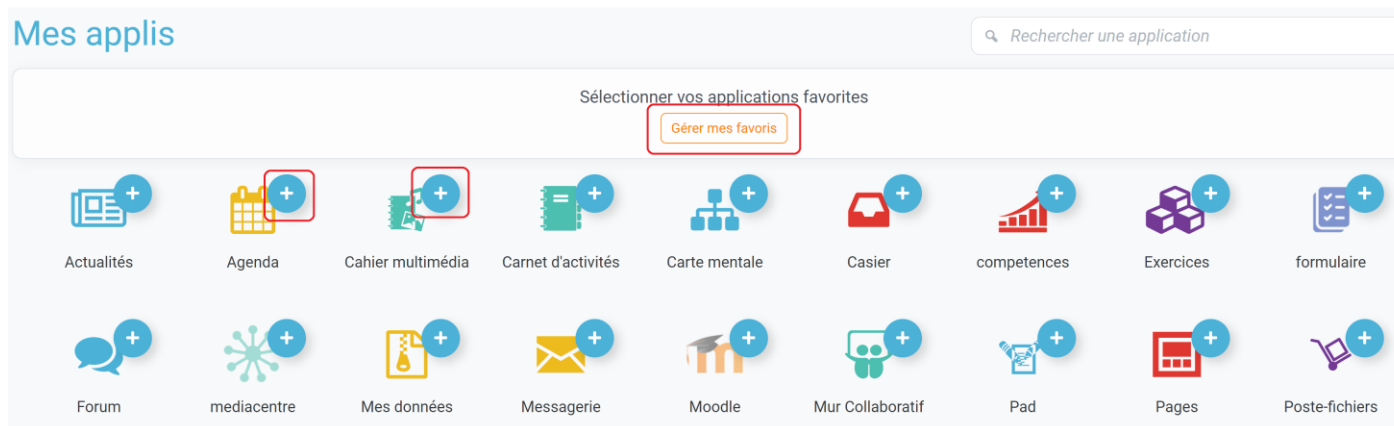 Mes applis
Rechercher une application
Sélectionner vos applications favorites
Gérer mes favoris
Actualités
Agenda
Cahier multimédia
Carnet d'activités
Carte mentale
Casier
competences
Exercices
formulaire
Forum
mediacentre
Mes données
Messagerie
Moodle
Mur Collaboratif
Pad
Pages
Poste-fichiers